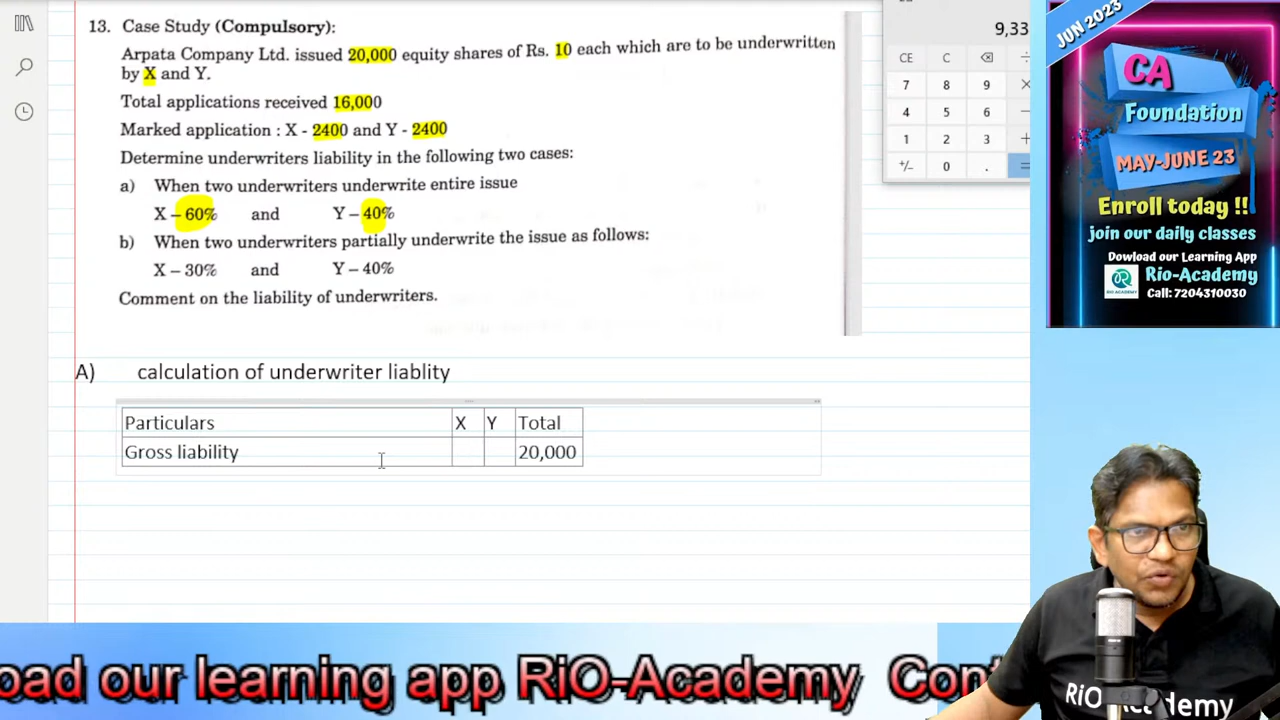 13. Case Study (Compulsory):
Arpata Company Ltd. issued 20,000 equity shares of Rs. 10 each which are to be underwritten
by X and Y.
Total applications received 16,000
Marked application : X - 2400 and Y - 2400
Determine underwriters liability in the following two cases:
a) When two underwriters underwrite entire issue
X – 60% and Y – 40%
b) When two underwriters partially underwrite the issue as follows:
X – 30% and Y – 40%
Comment on the liability of underwriters.
A) calculation of underwriter liablity
Particulars X Y Total
Gross liability 20,000
9,33
CE C ⌫ ÷
7 8 9 ×
4 5 6 −
1 2 3 +
+/- 0 . =
JUN 2023
CA
Foundation
MAY-JUNE 23
Enroll today !!
join our daily classes
Dowload our Learning App
RIO ACADEMY
Rio-Academy
Call: 7204310030
oad our learning app RiO-Academy Con